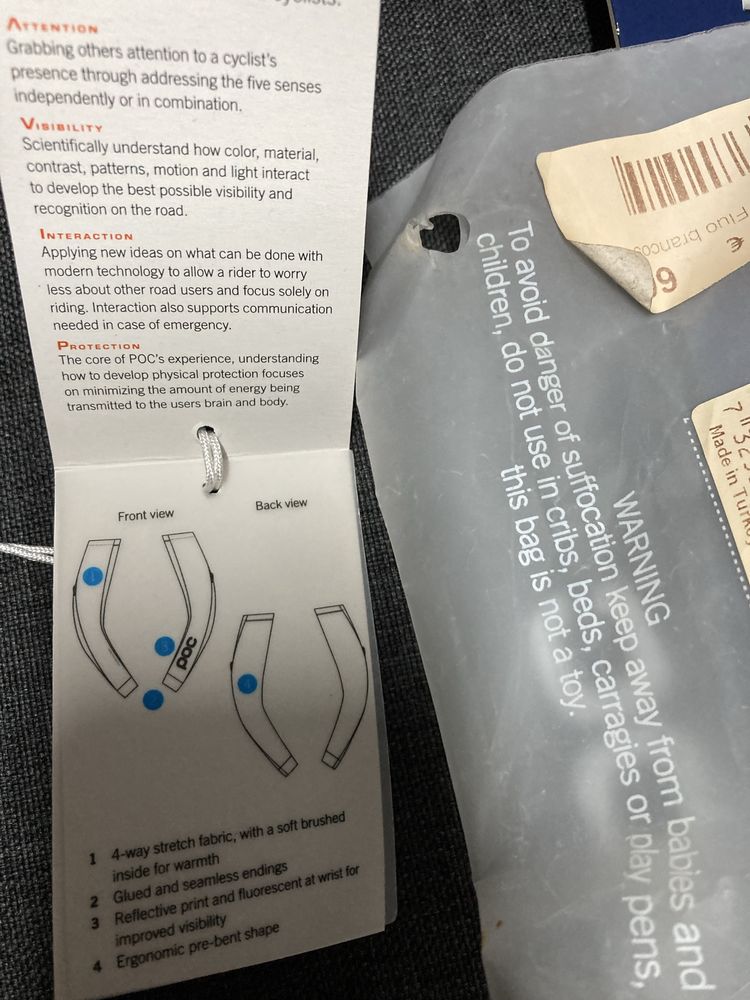 ATTENTION
Grabbing others attention to a cyclist's
presence through addressing the five senses
independently or in combination.
VISIBILITY
Scientifically understand how color, material,
contrast, patterns, motion and light interact
to develop the best possible visibility and
recognition on the road.
INTERACTION
Applying new ideas on what can be done with
modern technology to allow a rider to worry
less about other road users and focus solely on
riding. Interaction also supports communication
needed in case of emergency.
PROTECTION
The core of POC's experience, understanding
how to develop physical protection focuses
on minimizing the amount of energy being
transmitted to the users brain and body.
Front view
Back view
1
3
POC
4
1 4-way stretch fabric, with a soft brushed
inside for warmth
2 Glued and seamless endings
3 Reflective print and fluorescent at wrist for
improved visibility
4 Ergonomic pre-bent shape
WARNING
To avoid danger of suffocation keep away from babies and
children, do not use in cribs, beds, carragies or play pens,
this bag is not a toy.
Fluo branco
€
6
Made in Turkey